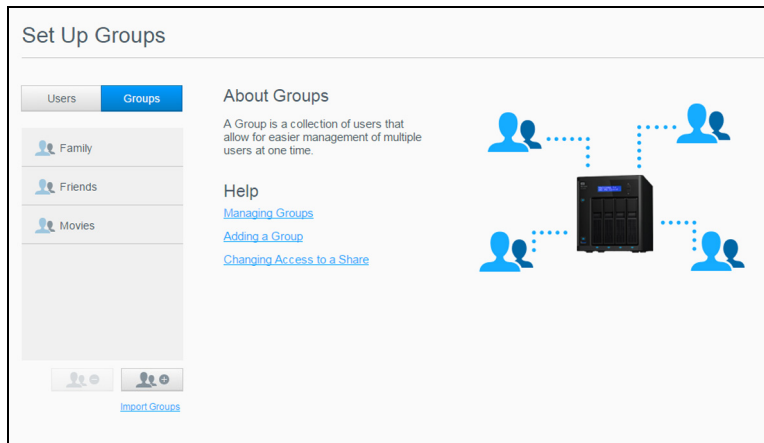 Set Up Groups
Users
Groups
Family
Friends
Movies
Import Groups
About Groups
A Group is a collection of users that
allow for easier management of multiple
users at one time.
Help
Managing Groups
Adding a Group
Changing Access to a Share